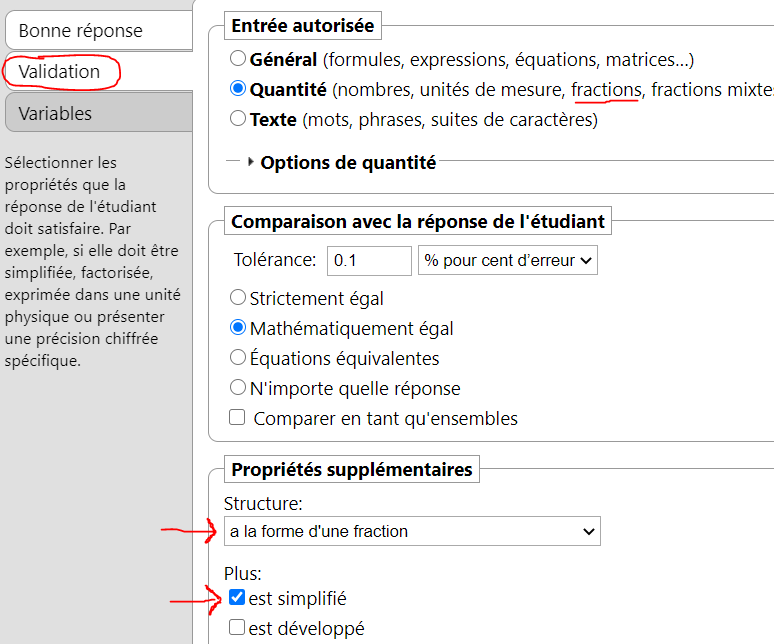 Bonne réponse
Validation
Variables
Sélectionner les
propriétés que la
réponse de l'étudiant
doit satisfaire. Par
exemple, si elle doit être
simplifiée, factorisée,
exprimée dans une unité
physique ou présenter
une précision chiffrée
spécifique.
Entrée autorisée
Général (formules, expressions, équations, matrices...)
Quantité (nombres, unités de mesure, fractions, fractions mixtes
Texte (mots, phrases, suites de caractères)
Options de quantité
Comparaison avec la réponse de l'étudiant
Tolérance: 0.1 % pour cent d’erreur
Strictement égal
Mathématiquement égal
Équations équivalentes
N'importe quelle réponse
Comparer en tant qu'ensembles
Propriétés supplémentaires
Structure:
a la forme d'une fraction
Plus:
est simplifié
est développé